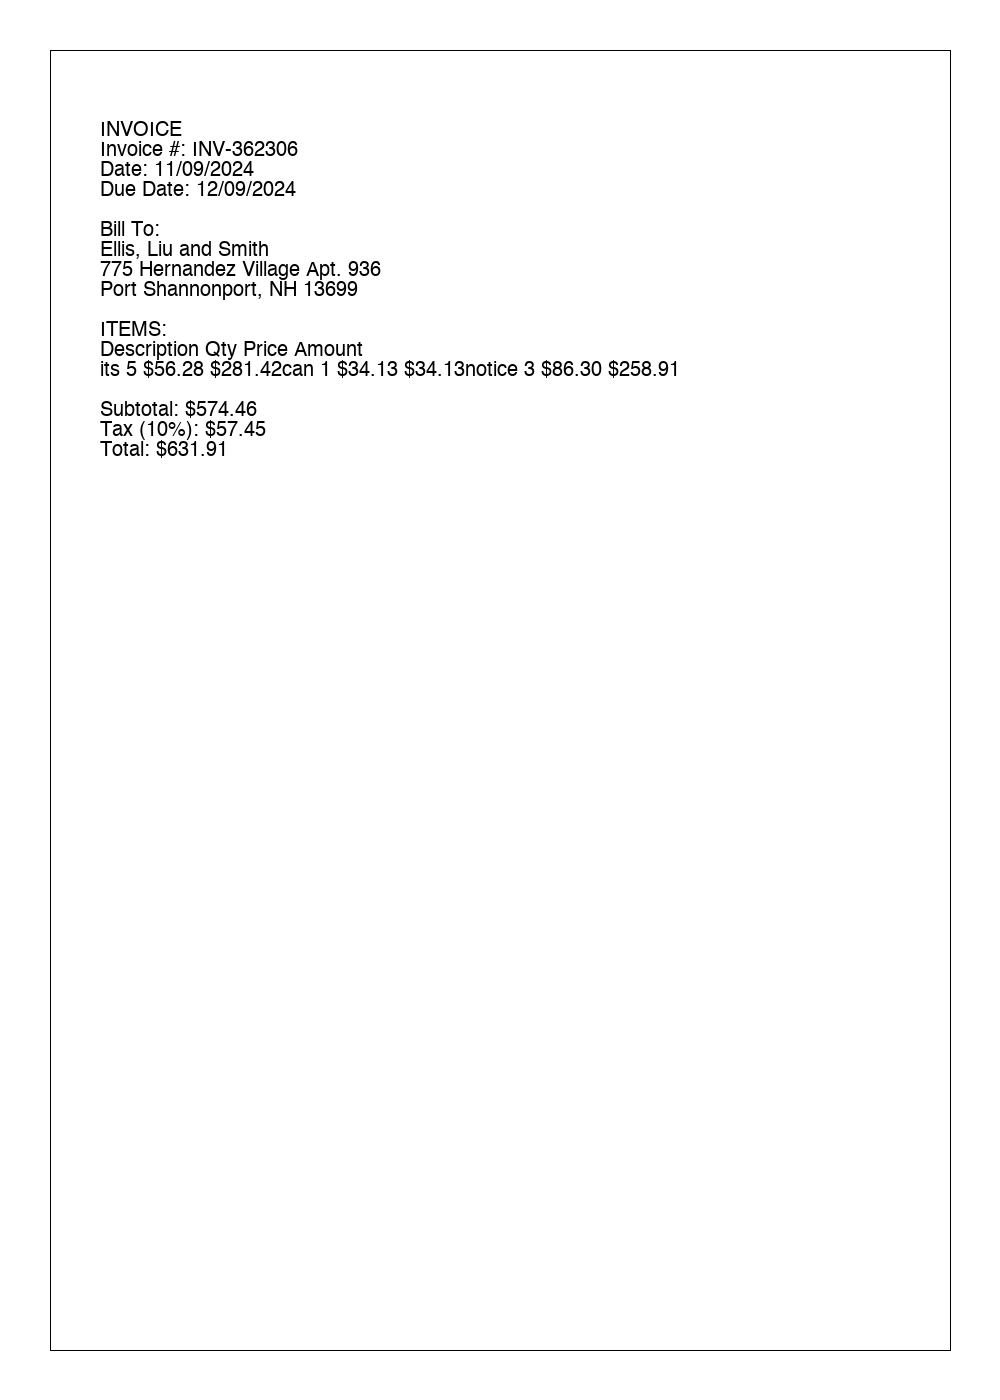 INVOICE
Invoice #: INV-362306
Date: 11/09/2024
Due Date: 12/09/2024
Bill To:
Ellis, Liu and Smith
775 Hernandez Village Apt. 936
Port Shannonport, NH 13699
ITEMS:
Description Qty Price Amount
its 5 $56.28 $281.42can 1 $34.13 $34.13notice 3 $86.30 $258.91
Subtotal: $574.46
Tax (10%): $57.45
Total: $631.91